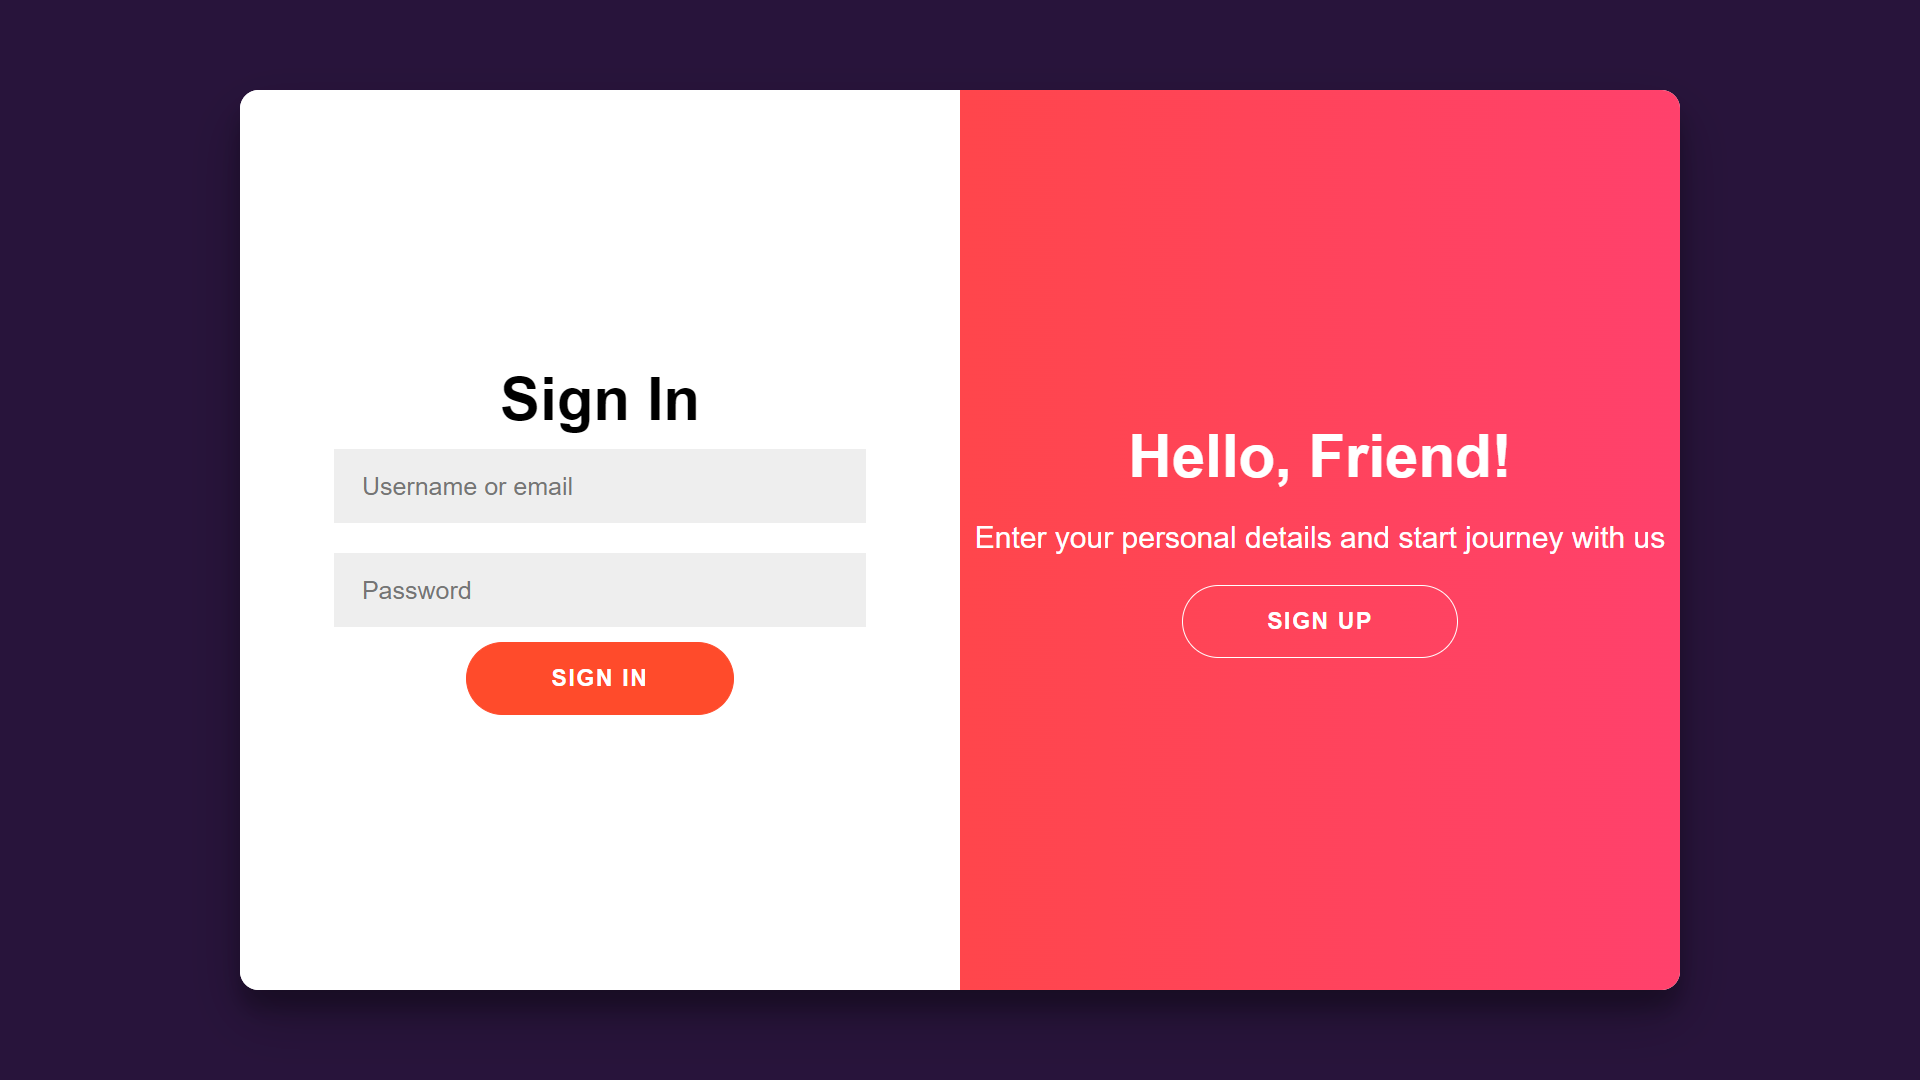 Sign In
Username or email
Password
SIGN IN
Hello, Friend!
Enter your personal details and start journey with us
SIGN UP